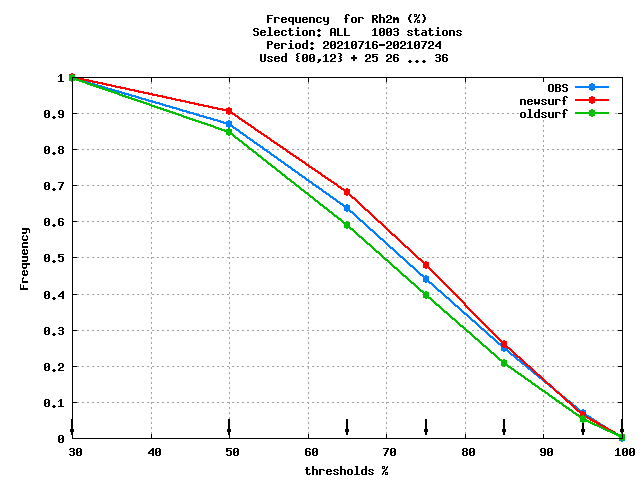 Frequency  for Rh2m (%)
Selection: ALL   1003 stations
Period: 20210716-20210724
Used {00,12} + 25 26 ... 36
OBS
newsurf
oldsurf
1
0.9
0.8
0.7
0.6
0.5
0.4
0.3
0.2
0.1
0
Frequency
30 40 50 60 70 80 90 100
thresholds %